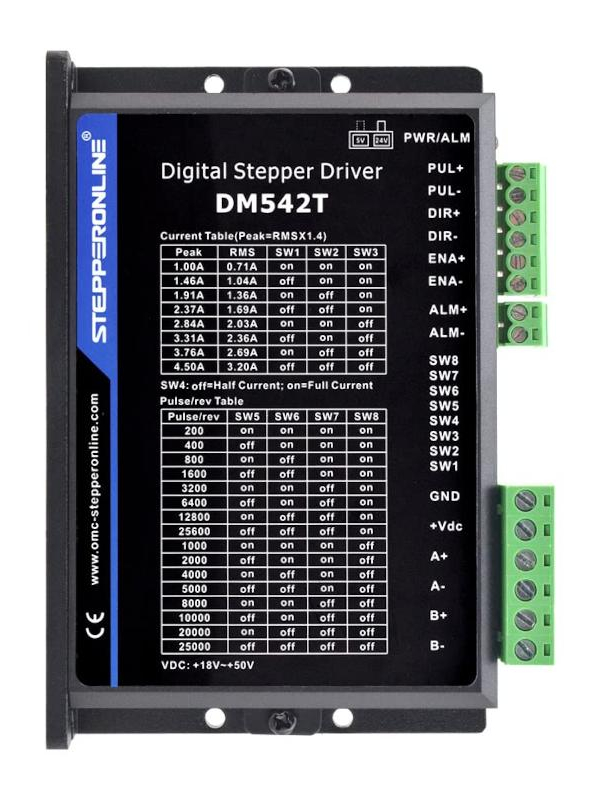 5V 24V PWR/ALM
STEPPERONLINE®
www.omc-stepperonline.com
CE
Digital Stepper Driver
DM542T
Current Table(Peak=RMSX1.4)
Peak RMS SW1 SW2 SW3
1.00A 0.71A on on on
1.46A 1.04A off on on
1.91A 1.36A on off on
2.37A 1.69A off off on
2.84A 2.03A on on off
3.31A 2.36A off on off
3.76A 2.69A on off off
4.50A 3.20A off off off
SW4: off=Half Current; on=Full Current
Pulse/rev Table
Pulse/rev SW5 SW6 SW7 SW8
200 on on on on
400 off on on on
800 on off on on
1600 off off on on
3200 on on off on
6400 off on off on
12800 on off off on
25600 off off off on
1000 on on on off
2000 off on on off
4000 on off on off
5000 off off on off
8000 on on off off
10000 off on off off
20000 on off off off
25000 off off off off
VDC: +18V~+50V
PUL+
PUL-
DIR+
DIR-
ENA+
ENA-
ALM+
ALM-
SW8
SW7
SW6
SW5
SW4
SW3
SW2
SW1
GND
+Vdc
A+
A-
B+
B-